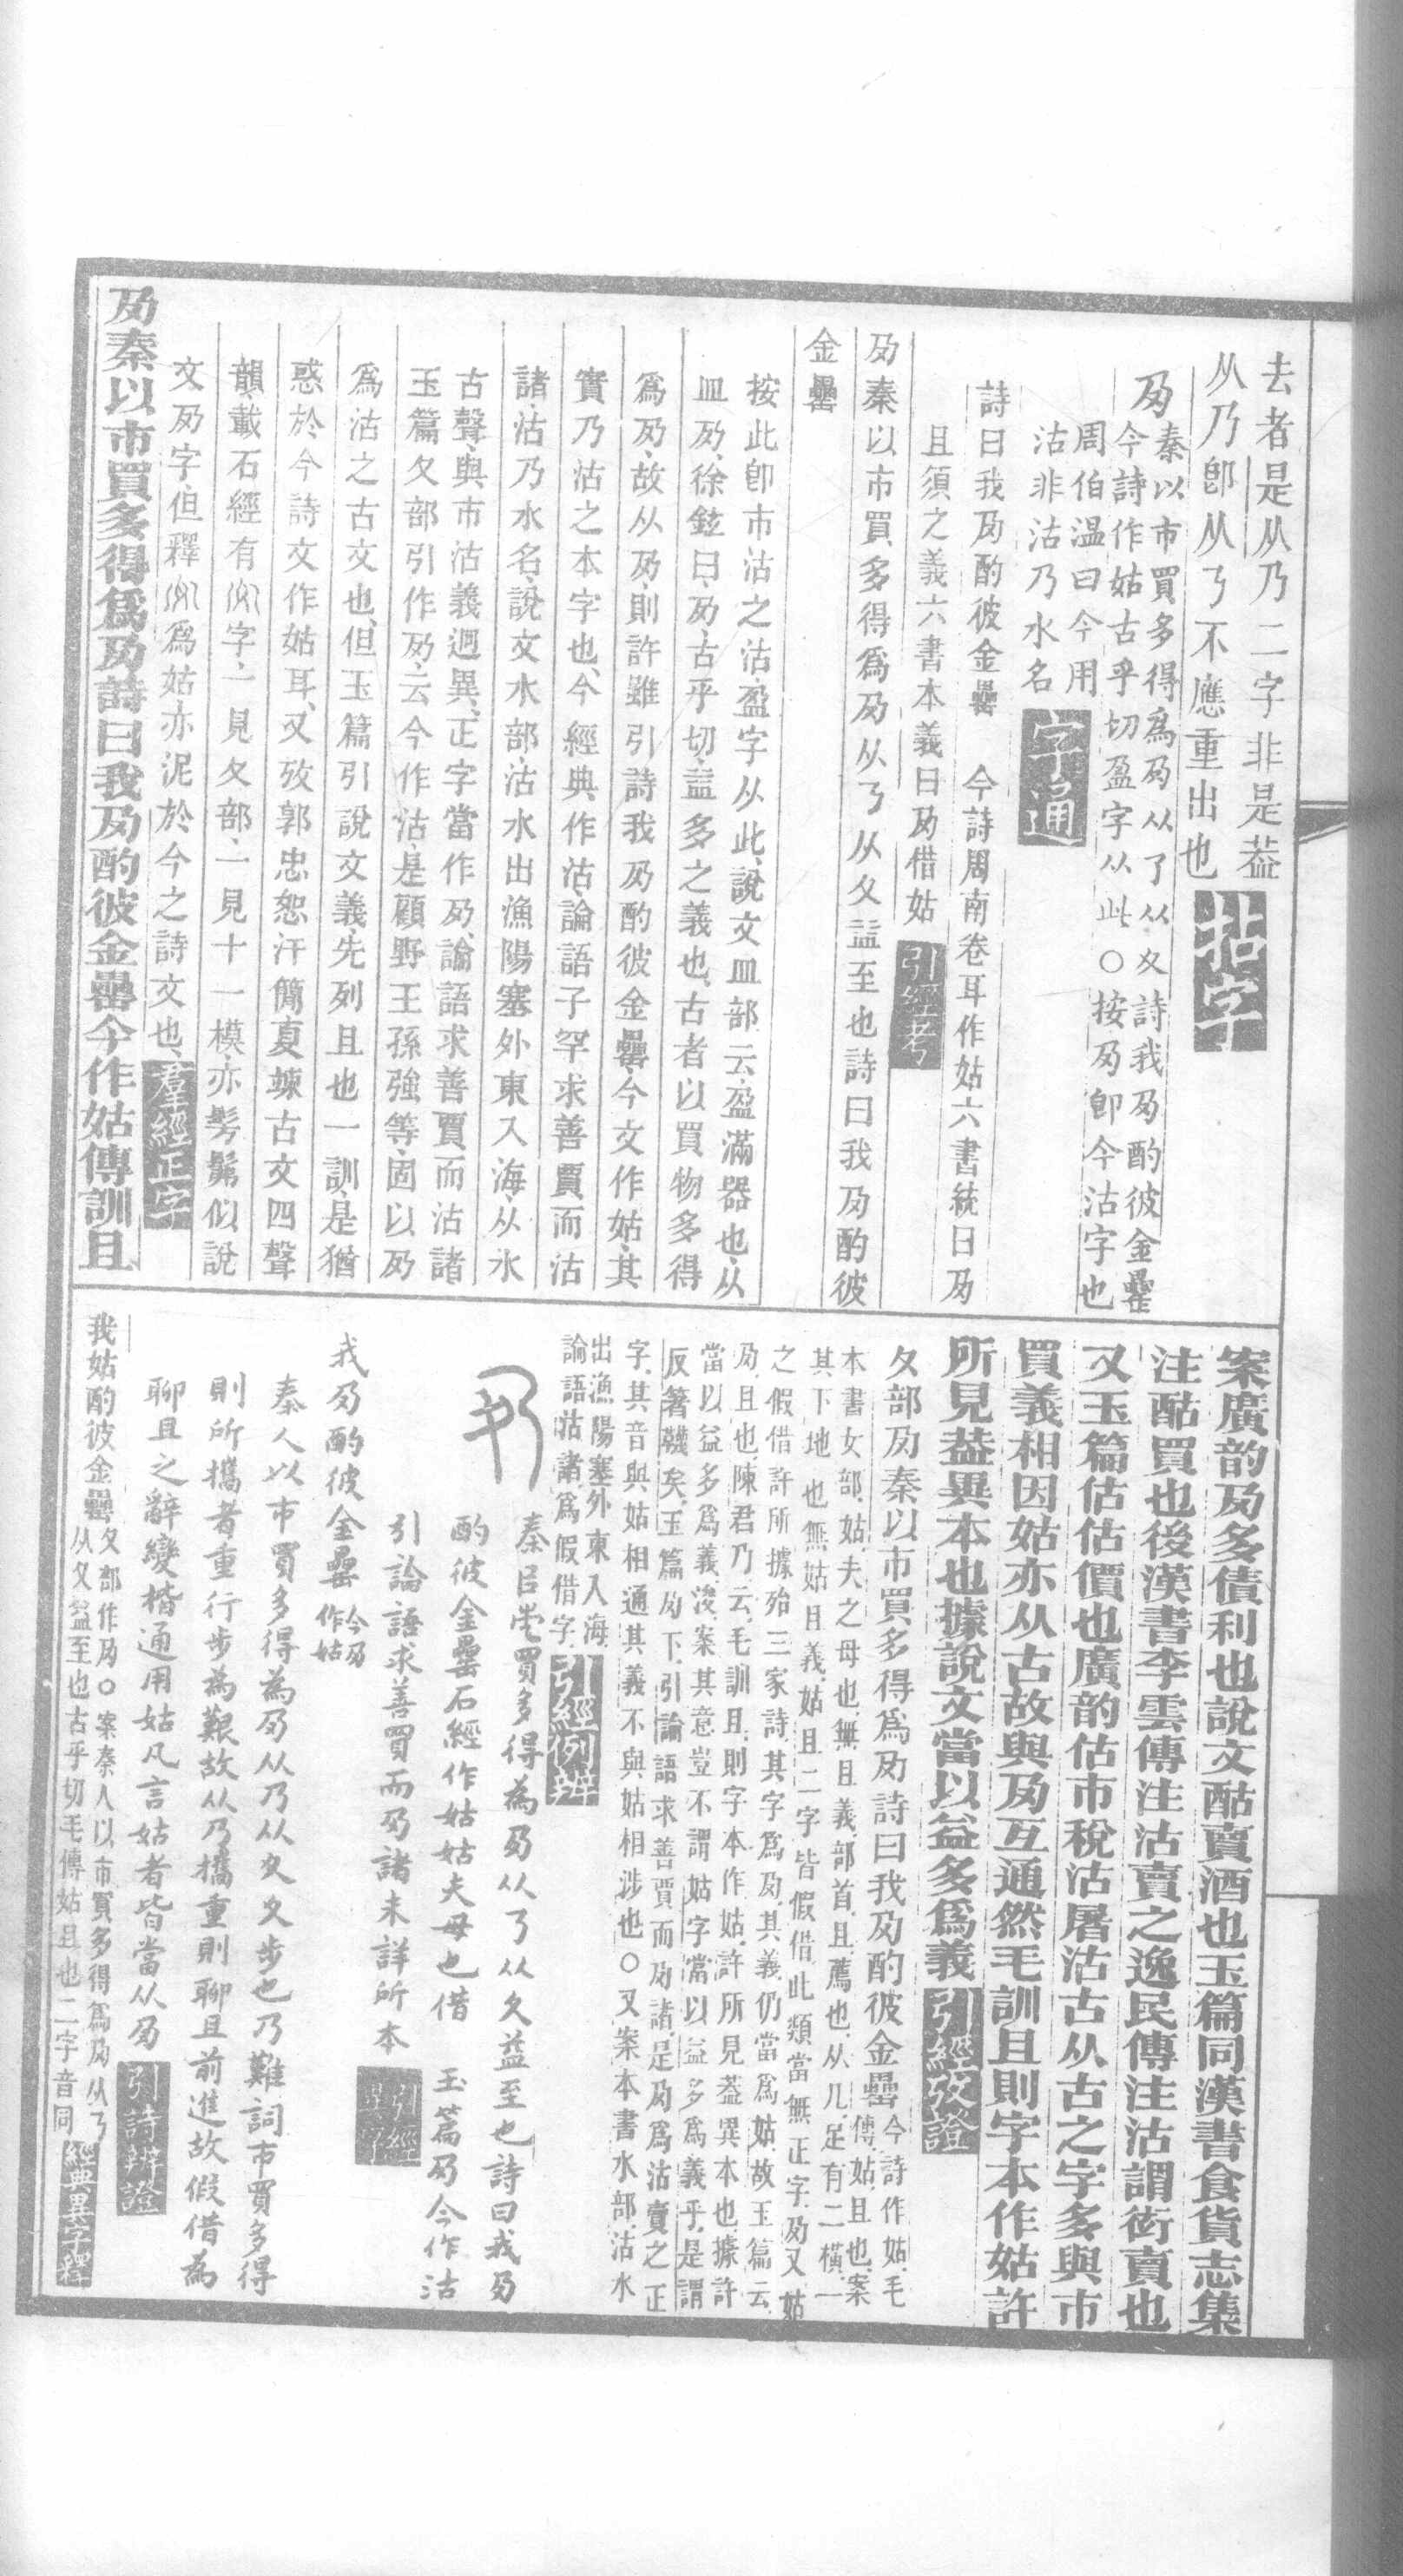 去者是从乃二字非是葢
从乃卽从𠄎不應重出也
拈字
夃秦以市買多得爲夃从了从夊詩我夃酌彼金罍
今詩作姑古乎切盈字从此〇按夃卽今沽字也
周伯温曰今用
沽非沽乃水名
字通
詩曰我夃酌彼金罍 今詩周南卷耳作姑六書統曰夃
且須之義六書本義曰夃借姑
引經考
夃秦以市買多得爲夃从𠄎从夊益至也詩曰我夃酌彼
金罍
按此卽市沽之沽盈字从此說文皿部云盈滿器也从
皿夃徐鉉曰夃古乎切益多之義也古者以買物多得
爲夃故从夃則許雖引詩我夃酌彼金罍今文作姑其
實乃沽之本字也今經典作沽論語子罕求善賈而沽
諸沽乃水名說文水部沽水出漁陽塞外東入海从水
古聲與市沽義迥異正字當作夃論語求善賈而沽諸
玉篇夊部引作夃云今作沽是顧野王孫強等固以夃
爲沽之古文也但玉篇引說文義先列且也一訓是猶
惑於今詩文作姑耳又攷郭忠恕汗簡夏竦古文四聲
韻載石經有字一見夊部一見十一模亦髣髴似說
文夃字但釋爲姑亦泥於今之詩文也
羣經正字
夃秦以市買多得爲夃詩曰我夃酌彼金罍今作姑傳訓且
案廣韵夃多債利也說文酤賣酒也玉篇同漢書食貨志集
注酤買也後漢書李雲傳注沽賣之逸民傳注沽謂衒賣也
又玉篇估估價也廣韵估市稅沽屠沽古从古之字多與市
買義相因姑亦从古故與夃互通然毛訓且則字本作姑許
所見葢異本也據說文當以益多爲義
引經攷證
夊部夃秦以市買多得爲夃詩曰我夃酌彼金罍今詩作姑毛
傳姑且也案
本書女部姑夫之母也無且義部首且薦也从几足有二橫一
其下地也無姑且義姑且二字皆假借此類當無正字夃又姑
之假借許所據殆三家詩其字爲夃其義仍當爲姑故玉篇云
夃且也陳君乃云毛訓且則字本作姑許所見葢異本也據許
當以益多爲義浚案其意豈不謂姑字當以益多爲義乎是謂
反著韈矣玉篇夃下引論語求善賈而夃諸是夃爲沽賣之正
字其音與姑相通其義不與姑相涉也〇又案本書水部沽水
出漁陽塞外東入海
論語沽諸爲假借字
引經例辨
秦臣㞷買多得為夃从𠄎从夊益至也詩曰我夃
酌彼金罍石經作姑姑夫母也借 玉篇夃今作沽
引論語求善買而夃諸未詳所本
引經異字
我夃酌彼金罍今夃
作姑
秦人以市買多得為夃从乃从夊夊步也乃難詞市買多得
則所攜者重行步為艱故从乃攜重則聊且前進故假借為
聊且之辭變楷通用姑凡言姑者皆當从夃
引詩辨證
我姑酌彼金罍夊部作夃〇案秦人以市買多得爲夃从𠄎
从夊益至也古乎切毛傳姑且也二字音同
經典異字釋